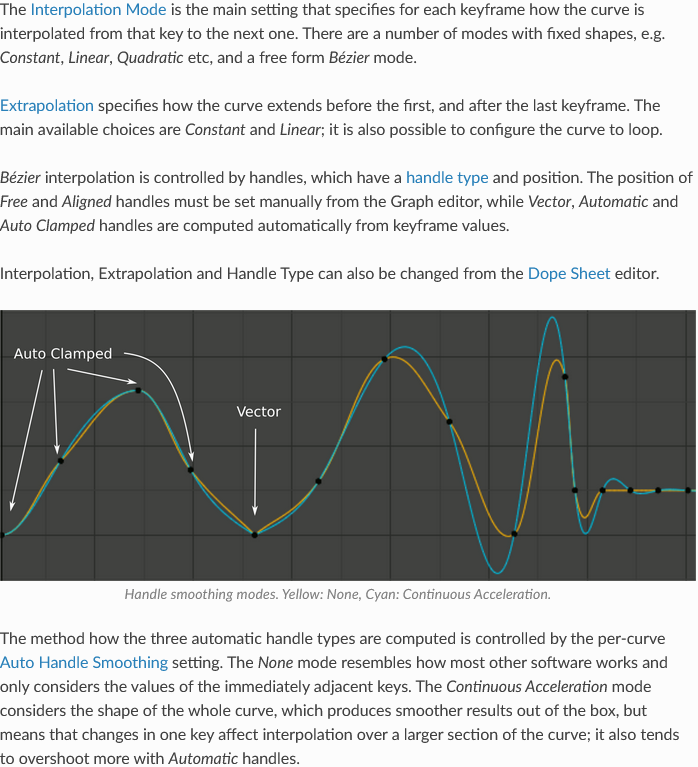 The Interpolation Mode is the main setting that specifies for each keyframe how the curve is
interpolated from that key to the next one. There are a number of modes with fixed shapes, e.g.
Constant, Linear, Quadratic etc, and a free form Bézier mode.
Extrapolation specifies how the curve extends before the first, and after the last keyframe. The
main available choices are Constant and Linear; it is also possible to configure the curve to loop.
Bézier interpolation is controlled by handles, which have a handle type and position. The position of
Free and Aligned handles must be set manually from the Graph editor, while Vector, Automatic and
Auto Clamped handles are computed automatically from keyframe values.
Interpolation, Extrapolation and Handle Type can also be changed from the Dope Sheet editor.
Auto Clamped
Vector
Handle smoothing modes. Yellow: None, Cyan: Continuous Acceleration.
The method how the three automatic handle types are computed is controlled by the per-curve
Auto Handle Smoothing setting. The None mode resembles how most other software works and
only considers the values of the immediately adjacent keys. The Continuous Acceleration mode
considers the shape of the whole curve, which produces smoother results out of the box, but
means that changes in one key affect interpolation over a larger section of the curve; it also tends
to overshoot more with Automatic handles.